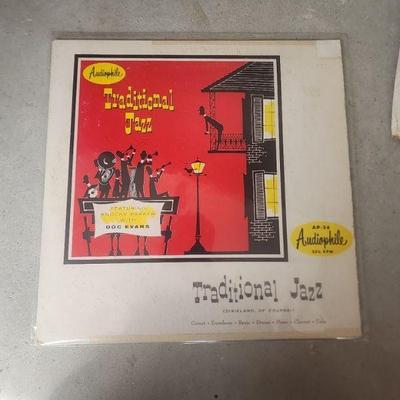 Audiophile
Traditional
Jazz
FEATURING
KNOCKY PARKER
WITH
DOC EVANS
AP-34
Audiophile
33⅓ RPM
Traditional Jazz
(DIXIELAND, OF COURSE!)
Cornet • Trombone • Banjo • Drums • Piano • Clarinet • Tuba